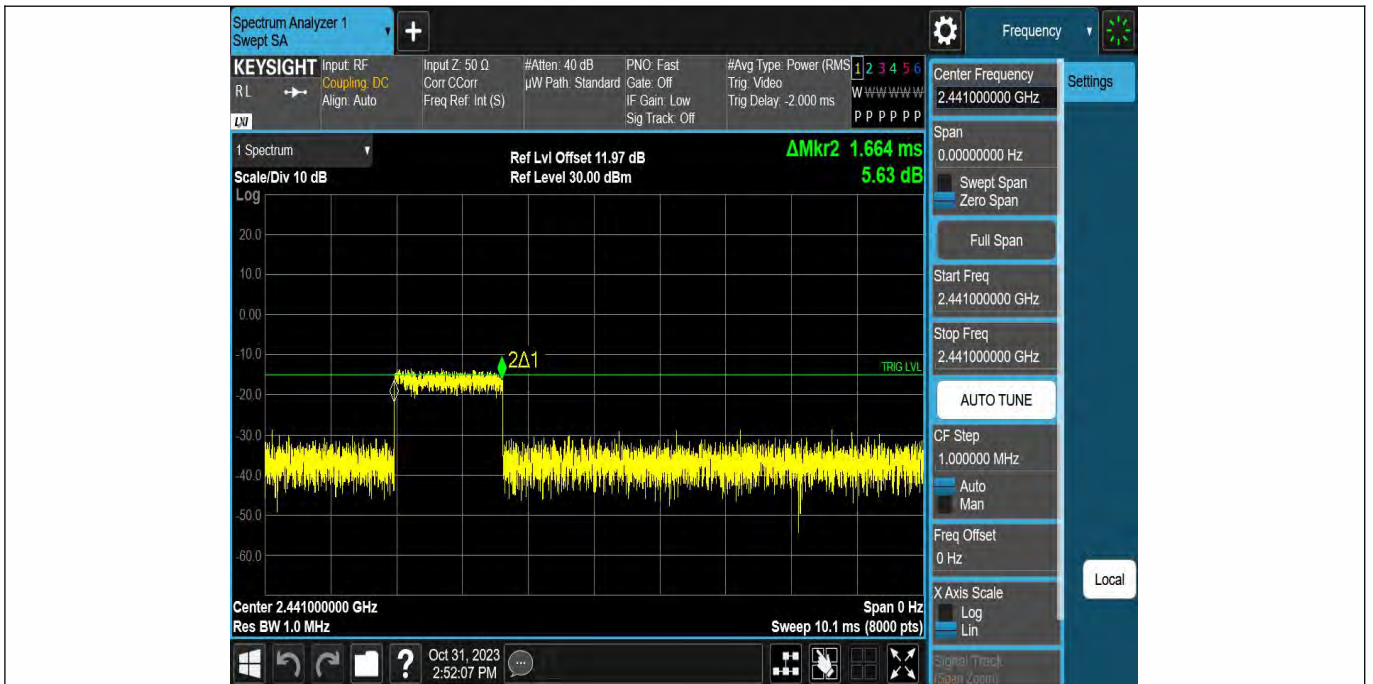 Spectrum Analyzer 1
Swept SA
+
Frequency
KEYSIGHT
RL
LXI
Input: RF
Coupling: DC
Align: Auto
Input Z: 50 Ω
Corr CCorr
Freq Ref: Int (S)
#Atten: 40 dB
µW Path: Standard
PNO: Fast
Gate: Off
IF Gain: Low
Sig Track: Off
#Avg Type: Power (RMS
Trig: Video
Trig Delay: -2.000 ms
1 2 3 4 5 6
W W W W W W
P P P P P P
1 Spectrum
Scale/Div 10 dB
Log
Ref Lvl Offset 11.97 dB
Ref Level 30.00 dBm
ΔMkr2 1.664 ms
5.63 dB
20.0
10.0
0.00
-10.0
-20.0
-30.0
-40.0
-50.0
-60.0
2Δ1
TRIG LVL
Center 2.441000000 GHz
Res BW 1.0 MHz
Span 0 Hz
Sweep 10.1 ms (8000 pts)
Center Frequency
2.441000000 GHz
Settings
Span
0.00000000 Hz
Swept Span
Zero Span
Full Span
Start Freq
2.441000000 GHz
Stop Freq
2.441000000 GHz
AUTO TUNE
CF Step
1.000000 MHz
Auto
Man
Freq Offset
0 Hz
X Axis Scale
Log
Lin
Signal Track
(Span Zoom)
Local
?
Oct 31, 2023
2:52:07 PM